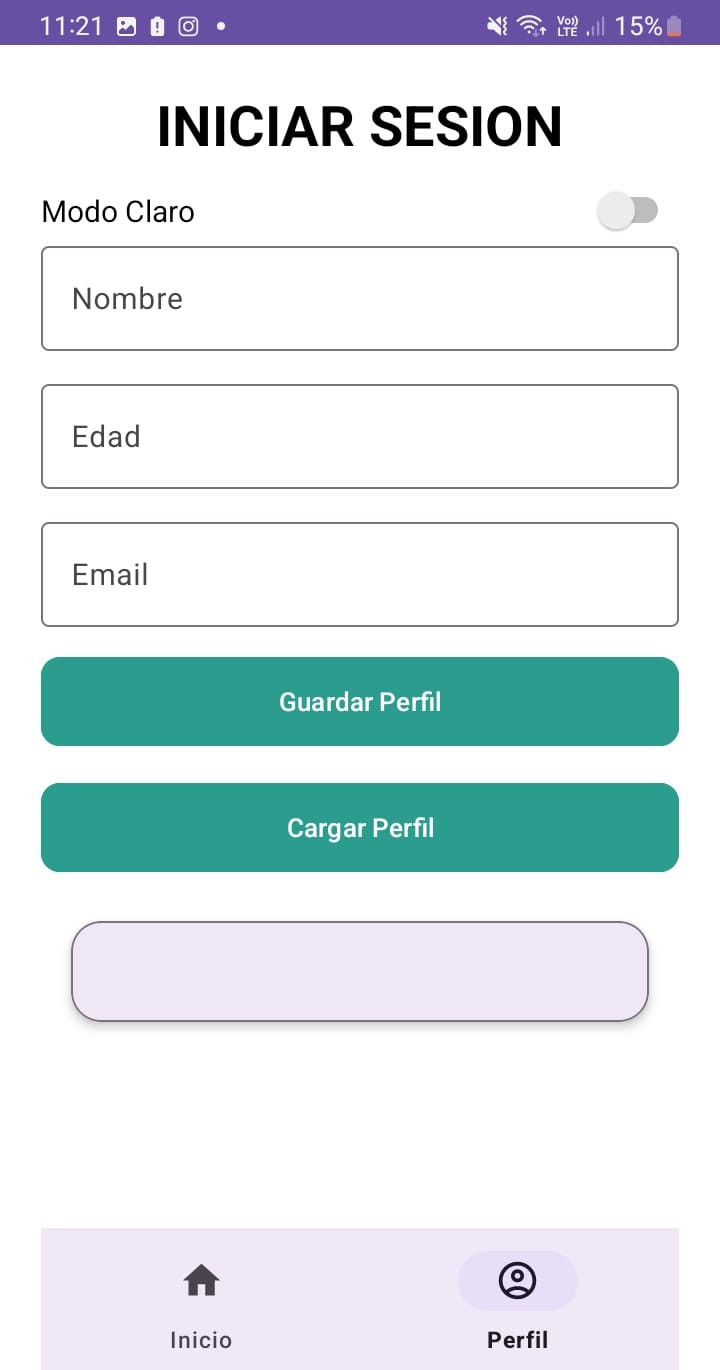 11:21
Vo)) LTE 15%
INICIAR SESION
Modo Claro
Nombre
Edad
Email
Guardar Perfil
Cargar Perfil
Inicio
Perfil